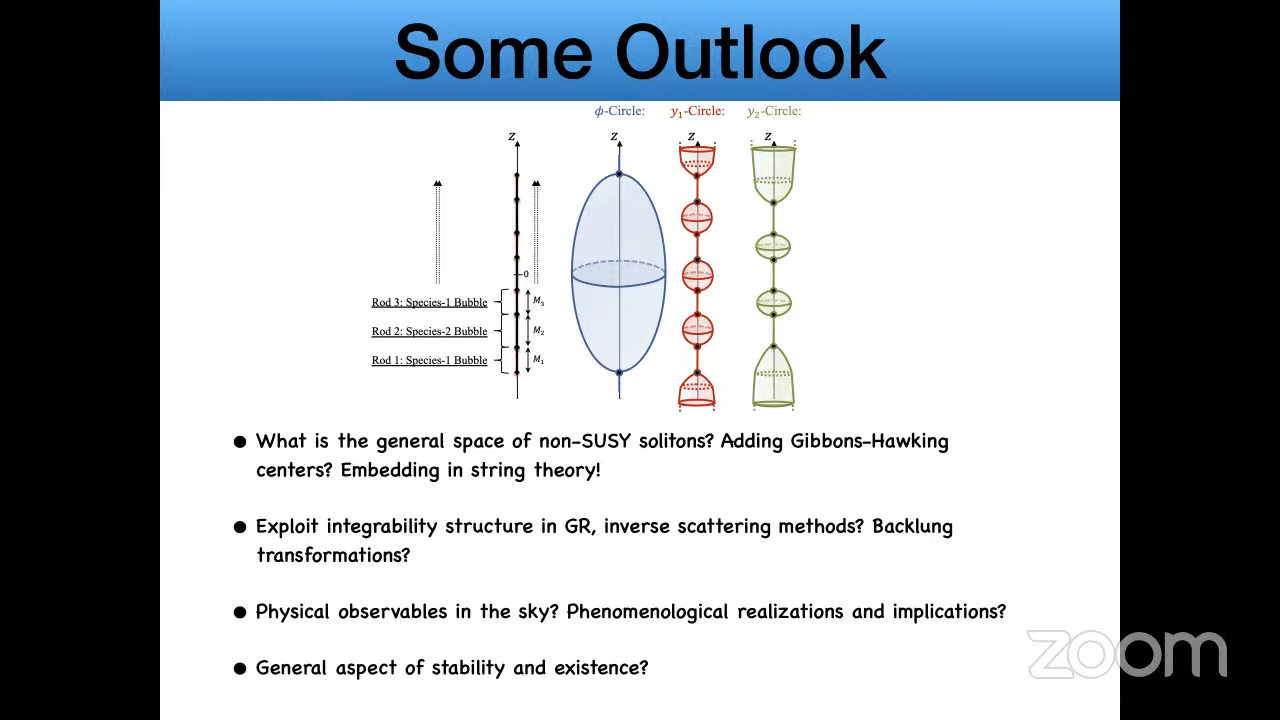 Some Outlook
ϕ-Circle: y₁-Circle: y₂-Circle:
z z z z
0
Rod 3: Species-1 Bubble M₃
Rod 2: Species-2 Bubble M₂
Rod 1: Species-1 Bubble M₁
● What is the general space of non-SUSY solitons? Adding Gibbons-Hawking
centers? Embedding in string theory!
● Exploit integrability structure in GR, inverse scattering methods? Backlung
transformations?
● Physical observables in the sky? Phenomenological realizations and implications?
● General aspect of stability and existence?
zoom